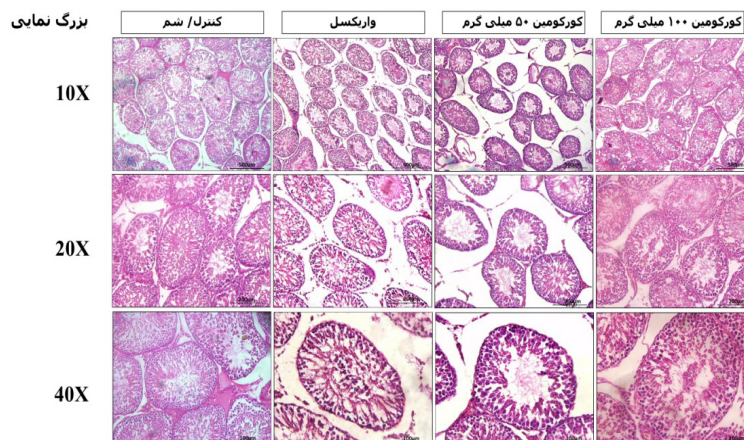 بزرگ نمایی
کنترل/ شم
واریکسل
کورکومین ۵۰ میلی گرم
کورکومین ۱۰۰ میلی گرم
10X
20X
40X